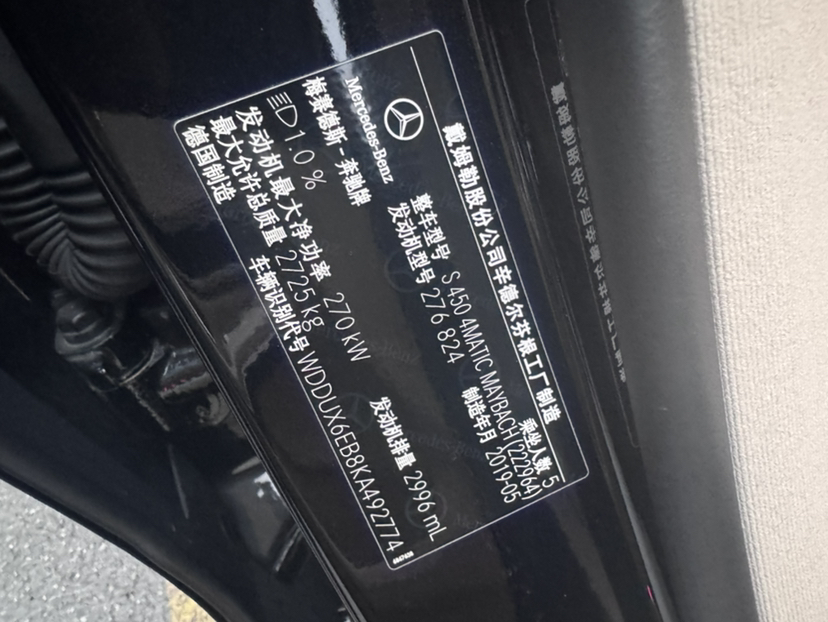 戴姆勒股份公司辛德尔芬根工厂制造
乘坐人数 5
Mercedes-Benz
整车型号 S 450 4MATIC MAYBACH (222964)
发动机型号 276 824
制造年月 2019-05
梅赛德斯-奔驰牌
1.0 %
发动机排量 2996 mL
发动机最大净功率 270 kW
最大允许总质量 2725 kg
德国制造
车辆识别代号 WDDUX6EB8KA492774